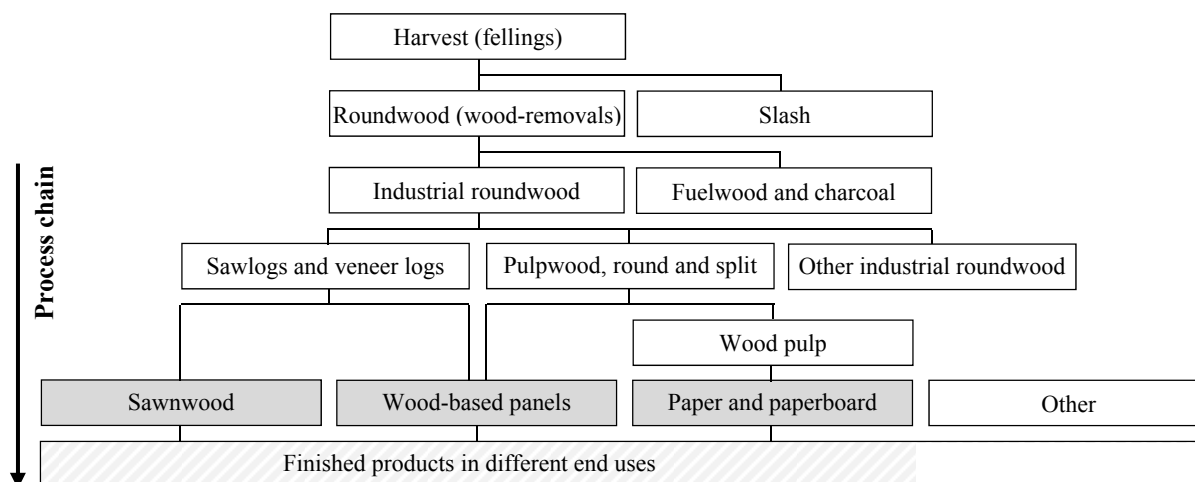 Harvest (fellings)
Roundwood (wood-removals)
Slash
Process chain
Industrial roundwood
Fuelwood and charcoal
Sawlogs and veneer logs
Pulpwood, round and split
Other industrial roundwood
Wood pulp
Sawnwood
Wood-based panels
Paper and paperboard
Other
Finished products in different end uses